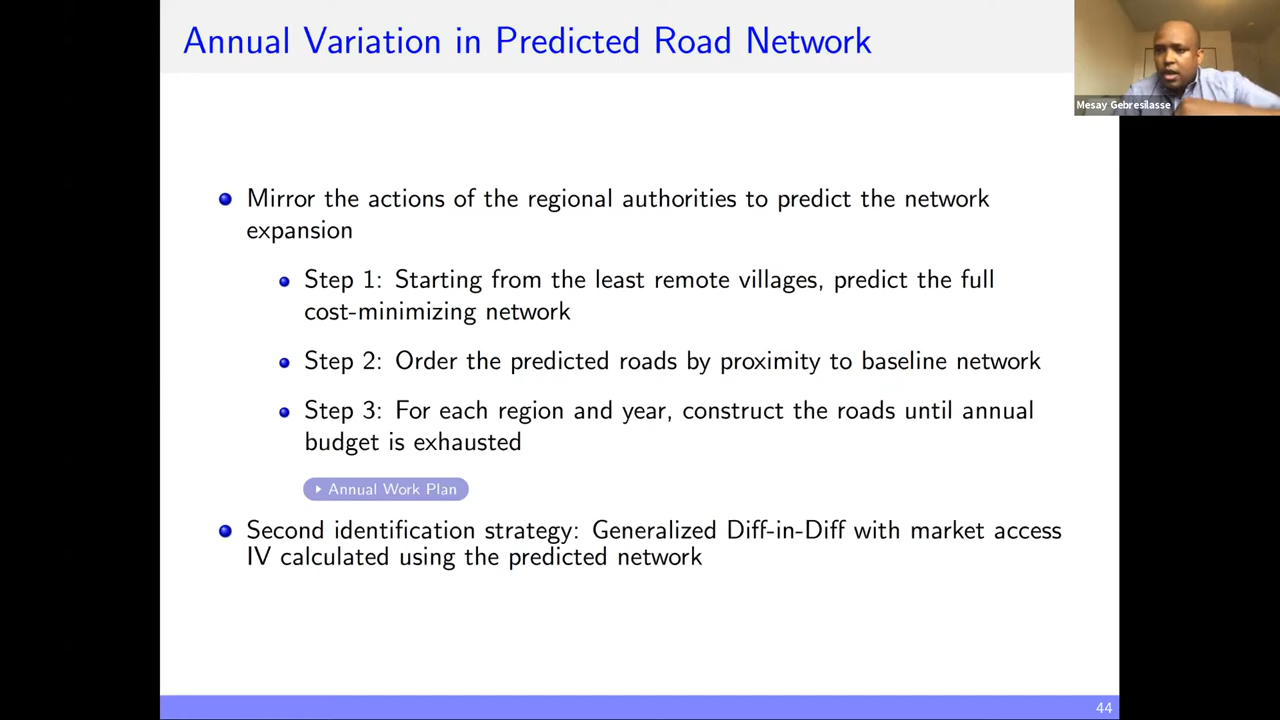 Annual Variation in Predicted Road Network
Mesay Gebresilasse
Mirror the actions of the regional authorities to predict the network
expansion
Step 1: Starting from the least remote villages, predict the full
cost-minimizing network
Step 2: Order the predicted roads by proximity to baseline network
Step 3: For each region and year, construct the roads until annual
budget is exhausted
Annual Work Plan
Second identification strategy: Generalized Diff-in-Diff with market access
IV calculated using the predicted network
44